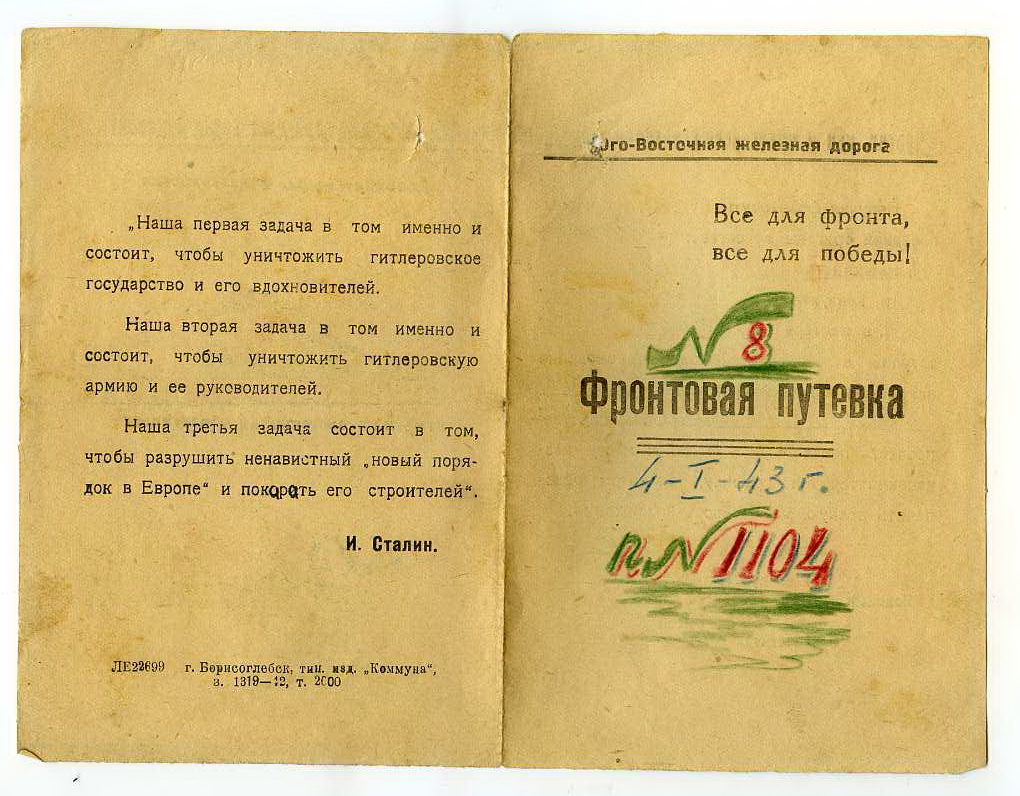 „Наша первая задача в том именно и
состоит, чтобы уничтожить гитлеровское
государство и его вдохновителей.
Наша вторая задача в том именно и
состоит, чтобы уничтожить гитлеровскую
армию и ее руководителей.
Наша третья задача состоит в том,
чтобы разрушить ненавистный „новый поря-
док в Европе“ и покарать его строителей“.
И. Сталин.
ЛЕ22699 г. Борисоглебск, тип. изд. „Коммуна“,
з. 1319—42, т. 2000
Юго-Восточная железная дорога
Все для фронта,
все для победы!
№ 8
Фронтовая путевка
4-I-43 г.
п. № 1104